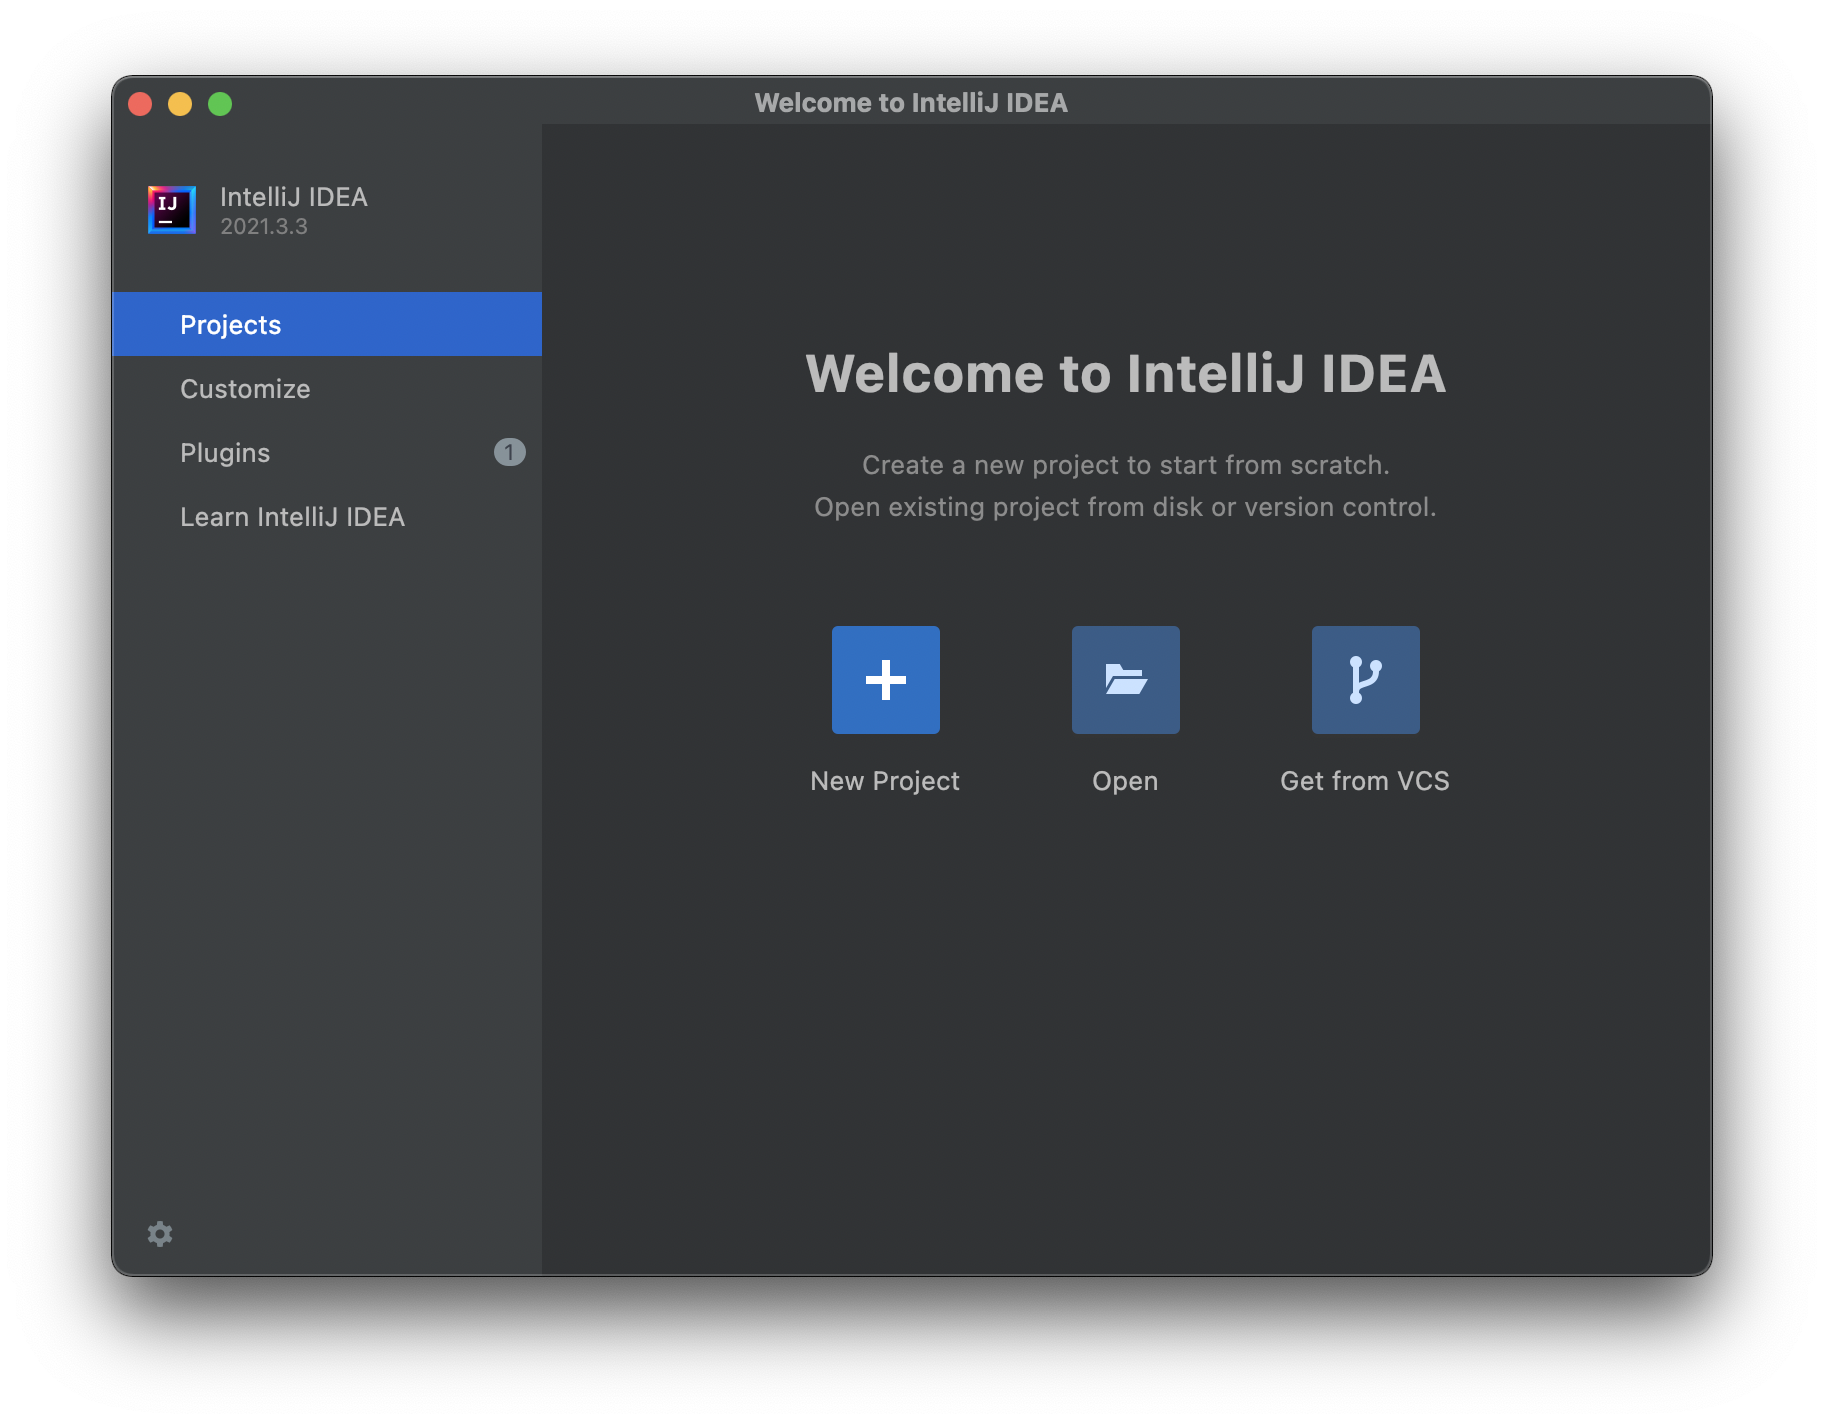 Welcome to IntelliJ IDEA
IJ
IntelliJ IDEA
2021.3.3
Projects
Customize
Plugins
1
Learn IntelliJ IDEA
Welcome to IntelliJ IDEA
Create a new project to start from scratch.
Open existing project from disk or version control.
New Project
Open
Get from VCS